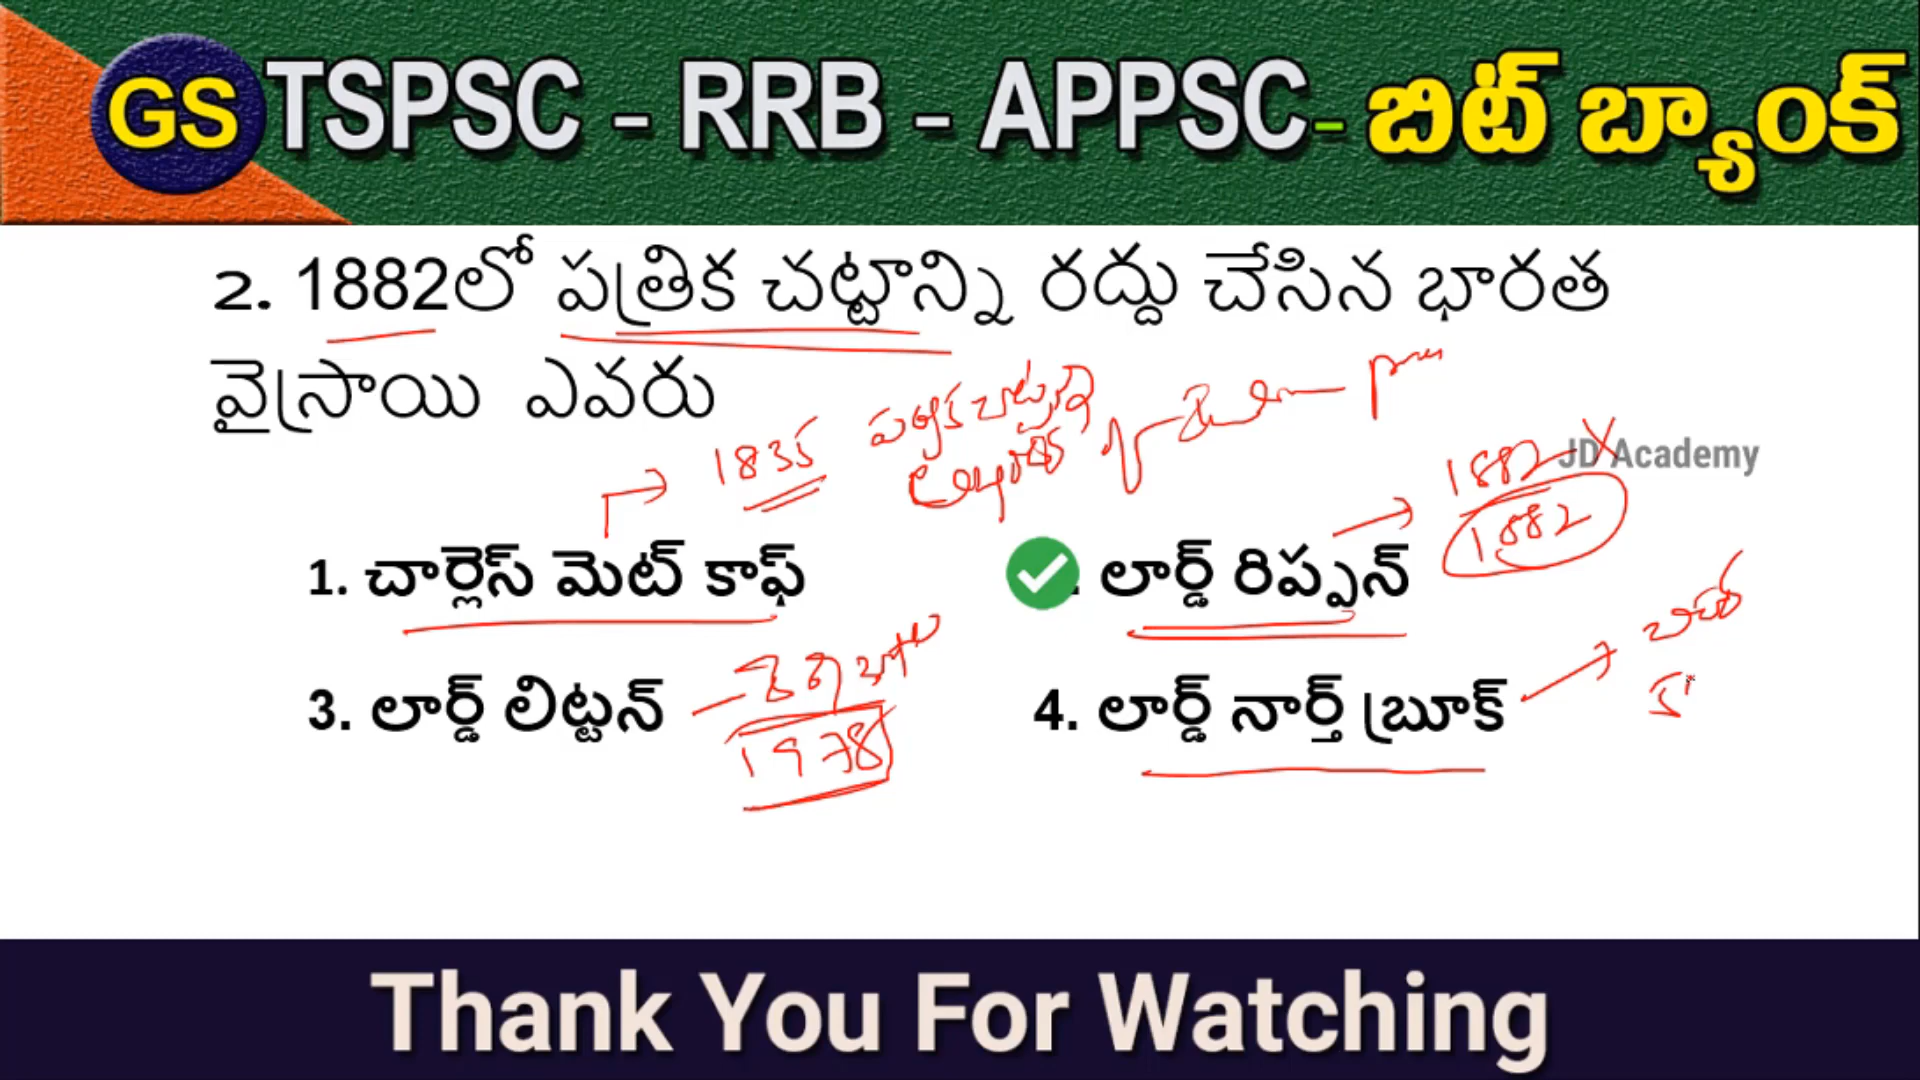 GS TSPSC - RRB - APPSC- బిట్ బ్యాంక్
2. 1882లో పత్రిక చట్టాన్ని రద్దు చేసిన భారత
వైస్రాయి ఎవరు
1835
1882
JD Academy
1882
1. చార్లెస్ మెట్ కాఫ్
లార్డ్ రిప్పన్
3. లార్డ్ లిట్టన్
1978
4. లార్డ్ నార్త్ బ్రూక్
Thank You For Watching